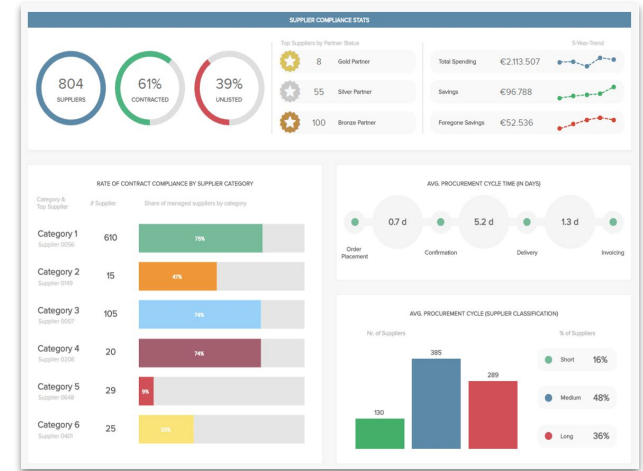 SUPPLIER COMPLIANCE STATS
804
SUPPLIERS
61%
CONTRACTED
39%
UNLISTED
Top Suppliers by Partner Status
8 Gold Partner
55 Silver Partner
100 Bronze Partner
5-Year-Trend
Total Spending €2.113.507
Savings €96.788
Foregone Savings €52.536
RATE OF CONTRACT COMPLIANCE BY SUPPLIER CATEGORY
Category &
Top Supplier
# Supplier
Share of managed suppliers by category
Category 1 610 75%
Supplier 0056
Category 2 15 47%
Supplier 0149
Category 3 105 74%
Supplier 0007
Category 4 20 74%
Supplier 0208
Category 5 29 9%
Supplier 0648
Category 6 25
Supplier 0401
AVG. PROCUREMENT CYCLE TIME (IN DAYS)
0.7 d 5.2 d 1.3 d
Order
Placement
Confirmation
Delivery
Invoicing
AVG. PROCUREMENT CYCLE (SUPPLIER CLASSIFICATION)
Nr. of Suppliers
% of Suppliers
130
385
289
Short 16%
Medium 48%
Long 36%